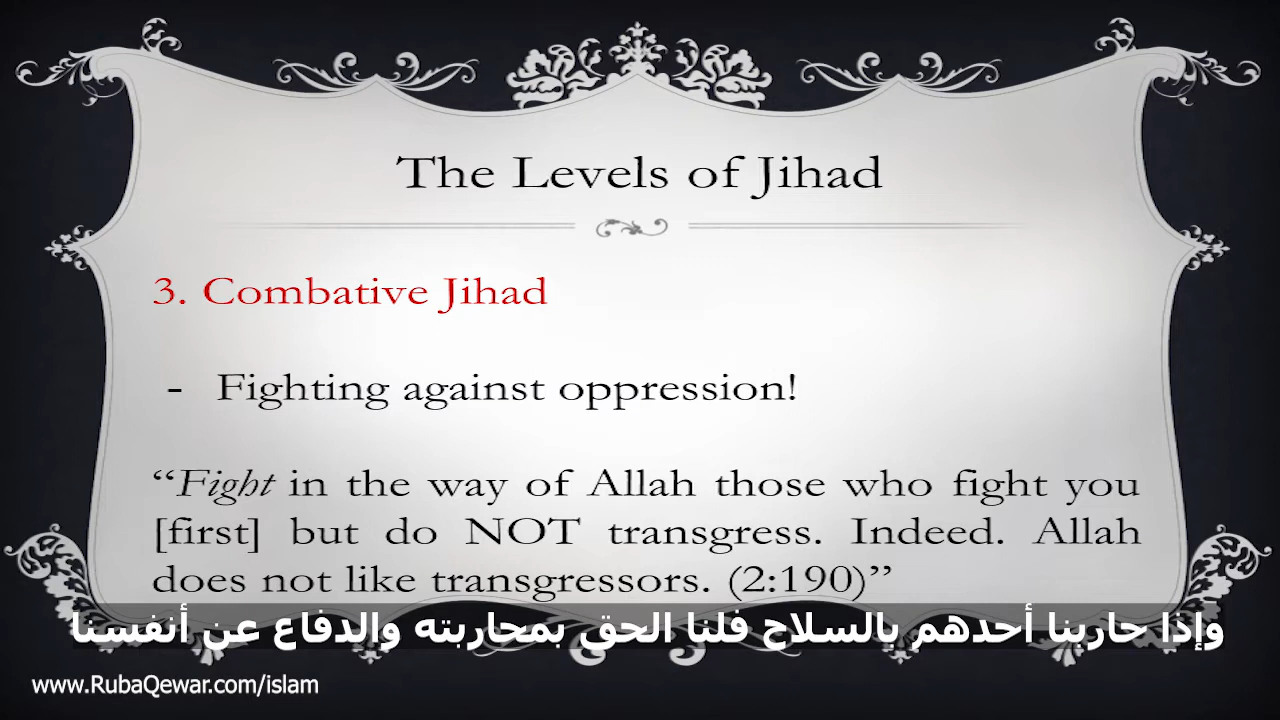 The Levels of Jihad
3. Combative Jihad
- Fighting against oppression!
“Fight in the way of Allah those who fight you
[first] but do NOT transgress. Indeed. Allah
does not like transgressors. (2:190)”
وإذا حاربنا أحدهم بالسلاح فلنا الحق بمحاربته والدفاع عن أنفسنا
www.RubaQewar.com/islam